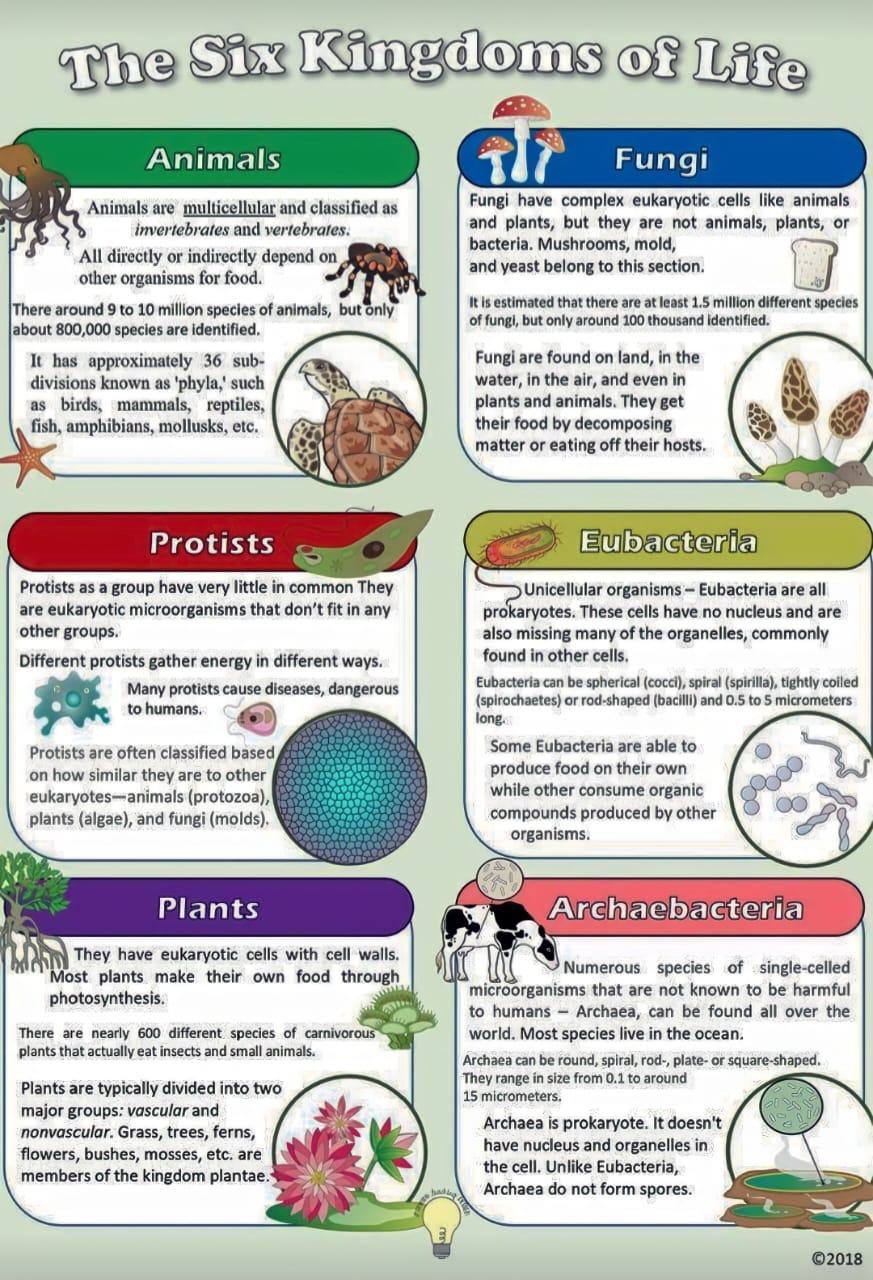 The Six Kingdoms of Life
Animals
Animals are multicellular and classified as
invertebrates and vertebrates.
All directly or indirectly depend on
other organisms for food.
There around 9 to 10 million species of animals, but only
about 800,000 species are identified.
It has approximately 36 sub-
divisions known as 'phyla,' such
as birds, mammals, reptiles,
fish, amphibians, mollusks, etc.
Fungi
Fungi have complex eukaryotic cells like animals
and plants, but they are not animals, plants, or
bacteria. Mushrooms, mold,
and yeast belong to this section.
It is estimated that there are at least 1.5 million different species
of fungi, but only around 100 thousand identified.
Fungi are found on land, in the
water, in the air, and even in
plants and animals. They get
their food by decomposing
matter or eating off their hosts.
Protists
Protists as a group have very little in common They
are eukaryotic microorganisms that don't fit in any
other groups.
Different protists gather energy in different ways.
Many protists cause diseases, dangerous
to humans.
Protists are often classified based
on how similar they are to other
eukaryotes—animals (protozoa),
plants (algae), and fungi (molds).
Eubacteria
Unicellular organisms – Eubacteria are all
prokaryotes. These cells have no nucleus and are
also missing many of the organelles, commonly
found in other cells.
Eubacteria can be spherical (cocci), spiral (spirilla), tightly coiled
(spirochaetes) or rod-shaped (bacilli) and 0.5 to 5 micrometers
long.
Some Eubacteria are able to
produce food on their own
while other consume organic
compounds produced by other
organisms.
Plants
They have eukaryotic cells with cell walls.
Most plants make their own food through
photosynthesis.
There are nearly 600 different species of carnivorous
plants that actually eat insects and small animals.
Plants are typically divided into two
major groups: vascular and
nonvascular. Grass, trees, ferns,
flowers, bushes, mosses, etc. are
members of the kingdom plantae.
Archaebacteria
Numerous species of single-celled
microorganisms that are not known to be harmful
to humans – Archaea, can be found all over the
world. Most species live in the ocean.
Archaea can be round, spiral, rod-, plate- or square-shaped.
They range in size from 0.1 to around
15 micrometers.
Archaea is prokaryote. It doesn't
have nucleus and organelles in
the cell. Unlike Eubacteria,
Archaea do not form spores.
©2018